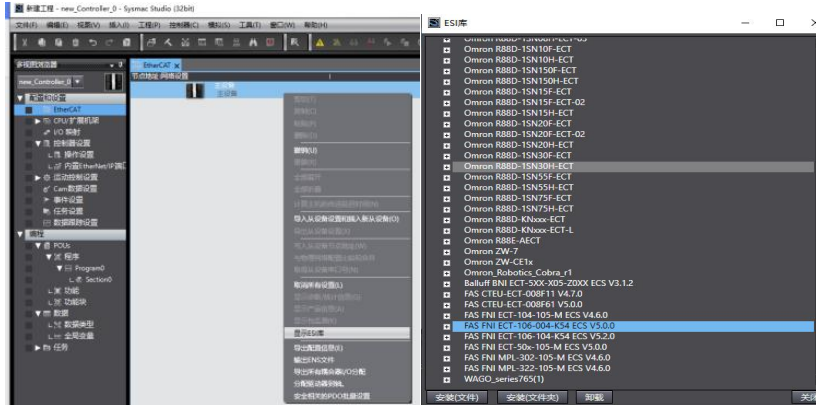 新建工程 - new_Controller_0 - Sysmac Studio (32bit)
文件(F) 编辑(E) 视图(V) 插入(I) 工程(P) 控制器(C) 模拟(S) 工具(T) 窗口(W) 帮助(H)
多视图浏览器
new_Controller_0
配置和设置
EtherCAT
CPU/扩展机架
I/O 映射
控制器设置
操作设置
内置EtherNet/IP端口
运动控制设置
Cam数据设置
事件设置
任务设置
数据跟踪设置
编程
POUs
程序
Program0
Section0
功能
功能块
数据
数据类型
全局变量
任务
EtherCAT
节点地址|网络设置
主设备
主设备
撤销(U)
导入从设备设置和插入新从设备(O)
取消所有设置(L)
显示ESI库
导出配置信息(E)
输出ENS文件
导出所有耦合器I/O分配
分配驱动器到轴。
安全相关的PDO批量设置
ESI库
Omron R88D-1SN10F-ECT
Omron R88D-1SN10H-ECT
Omron R88D-1SN150F-ECT
Omron R88D-1SN150H-ECT
Omron R88D-1SN15F-ECT
Omron R88D-1SN15F-ECT-02
Omron R88D-1SN15H-ECT
Omron R88D-1SN20F-ECT
Omron R88D-1SN20F-ECT-02
Omron R88D-1SN20H-ECT
Omron R88D-1SN30F-ECT
Omron R88D-1SN30H-ECT
Omron R88D-1SN55F-ECT
Omron R88D-1SN55H-ECT
Omron R88D-1SN75F-ECT
Omron R88D-1SN75H-ECT
Omron R88D-KNxxx-ECT
Omron R88D-KNxxx-ECT-L
Omron R88E-AECT
Omron ZW-7
Omron ZW-CE1x
Omron_Robotics_Cobra_r1
Balluff BNI ECT-5XX-X05-Z0XX ECS V3.1.2
FAS CTEU-ECT-008F11 V4.7.0
FAS CTEU-ECT-008F61 V5.0.0
FAS FNI ECT-104-105-M ECS V4.6.0
FAS FNI ECT-106-004-K54 ECS V5.0.0
FAS FNI ECT-106-104-K54 ECS V5.2.0
FAS FNI ECT-50x-105-M ECS V4.6.0
FAS FNI MPL-302-105-M ECS V4.6.0
FAS FNI MPL-322-105-M ECS V4.6.0
WAGO_series765(1)
安装(文件) 安装(文件夹) 卸载 关闭